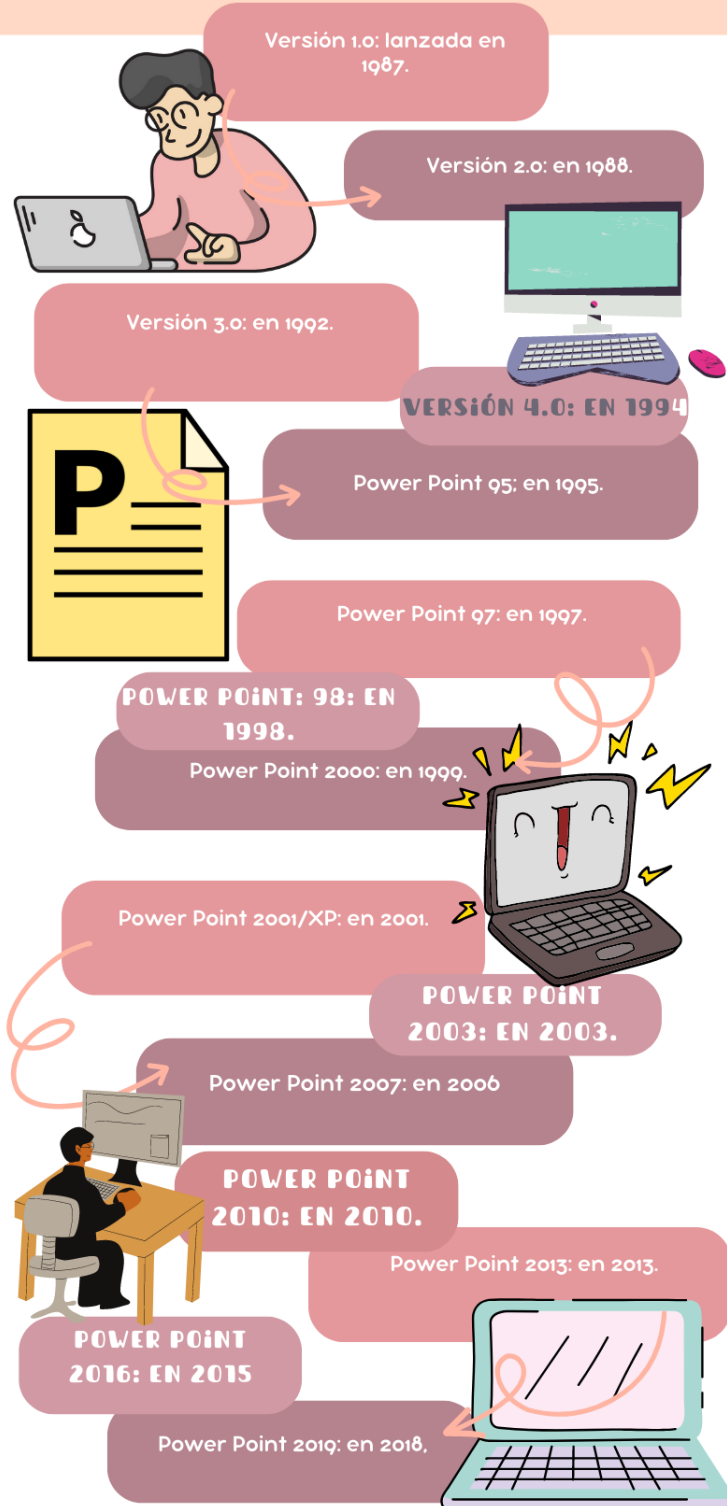 Versión 1.0: lanzada en
1987.
Versión 2.0: en 1988.
Versión 3.0: en 1992.
VERSiÓN 4.0: EN 1994
P
Power Point 95; en 1995.
Power Point 97: en 1997.
POWER POiNT: 98: EN
1998.
Power Point 2000: en 1999.
Power Point 2001/XP: en 2001.
POWER POiNT
2003: EN 2003.
Power Point 2007: en 2006
POWER POiNT
2010: EN 2010.
Power Point 2013: en 2013.
POWER POiNT
2016: EN 2015
Power Point 2019: en 2018,